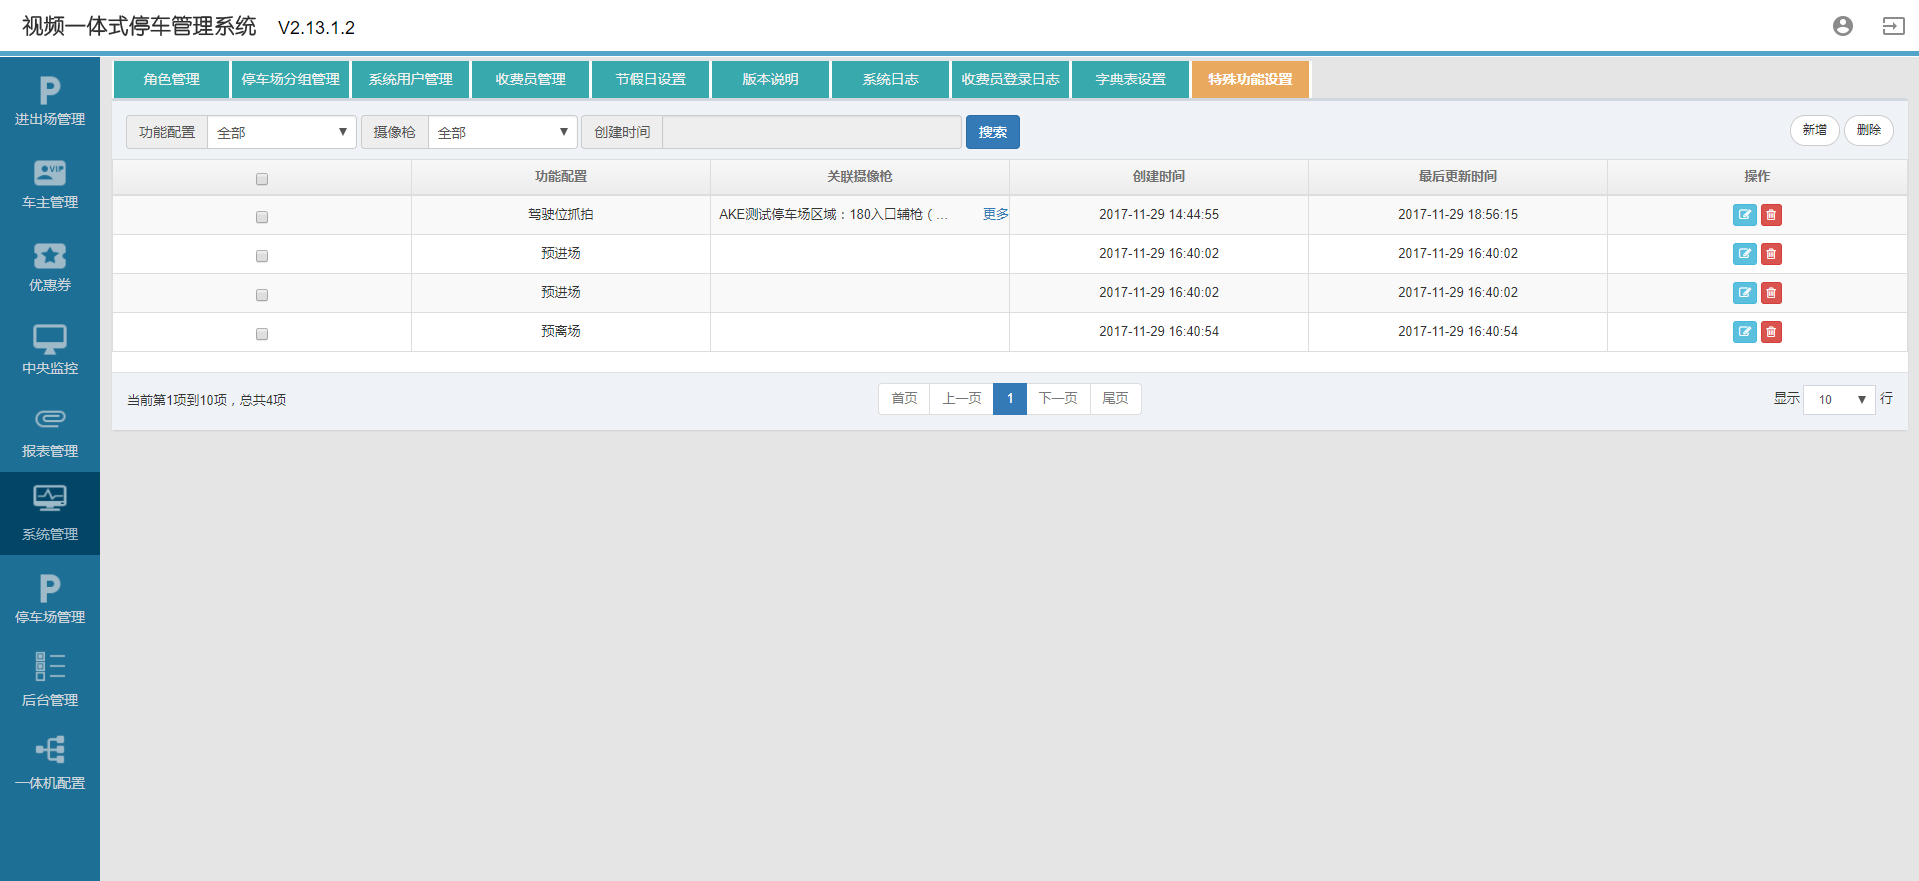 视频一体式停车管理系统 V2.13.1.2
角色管理 停车场分组管理 系统用户管理 收费员管理 节假日设置 版本说明 系统日志 收费员登录日志 字典表设置 特殊功能设置
进出场管理
VIP
车主管理
优惠券
中央监控
报表管理
系统管理
停车场管理
后台管理
一体机配置
功能配置 全部 摄像枪 全部 创建时间 搜索 新增 删除
功能配置 关联摄像枪 创建时间 最后更新时间 操作
驾驶位抓拍 AKE测试停车场区域：180入口辅枪（... 更多 2017-11-29 14:44:55 2017-11-29 18:56:15
预进场 2017-11-29 16:40:02 2017-11-29 16:40:02
预进场 2017-11-29 16:40:02 2017-11-29 16:40:02
预离场 2017-11-29 16:40:54 2017-11-29 16:40:54
当前第1项到10项，总共4项 首页 上一页 1 下一页 尾页 显示 10 行